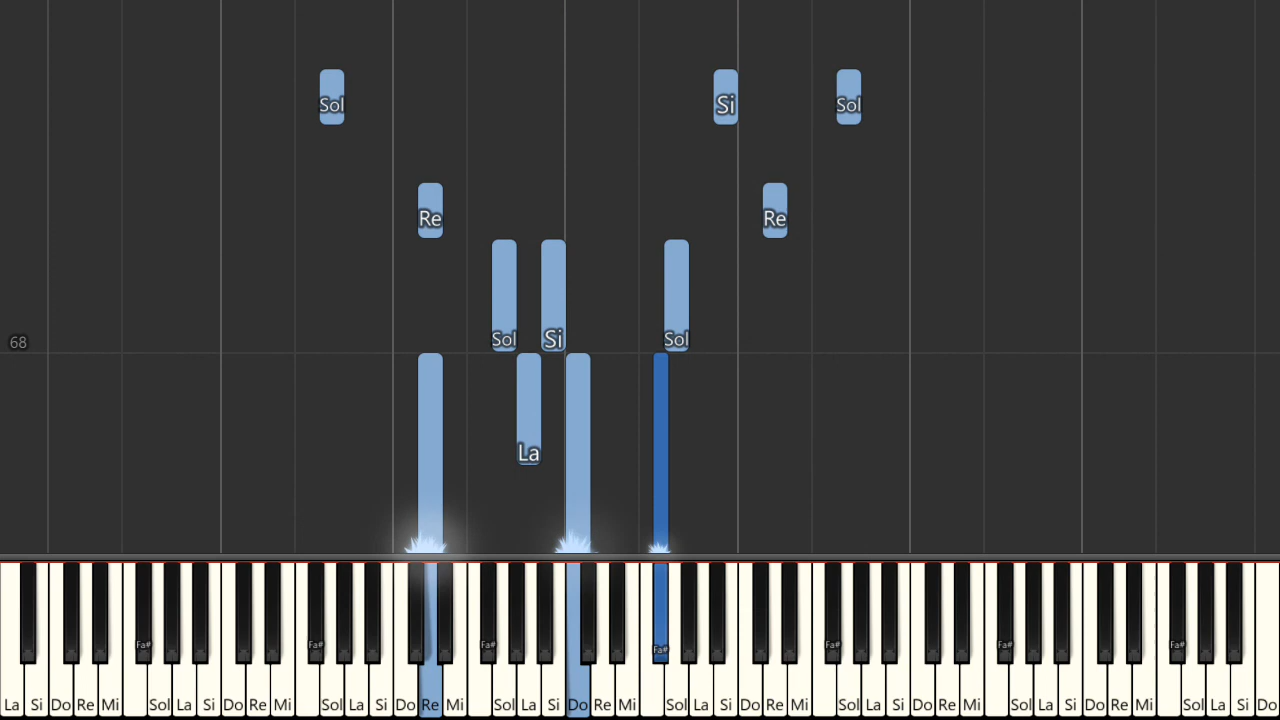 Sol Si Sol
Re Re
68 Sol Si Sol
La
Fa# Fa# Fa# Fa# Fa# Fa# Fa#
La Si Do Re Mi Sol La Si Do Re Mi Sol La Si Do Re Mi Sol La Si Do Re Mi Sol La Si Do Re Mi Sol La Si Do Re Mi Sol La Si Do Re Mi Sol La Si Do